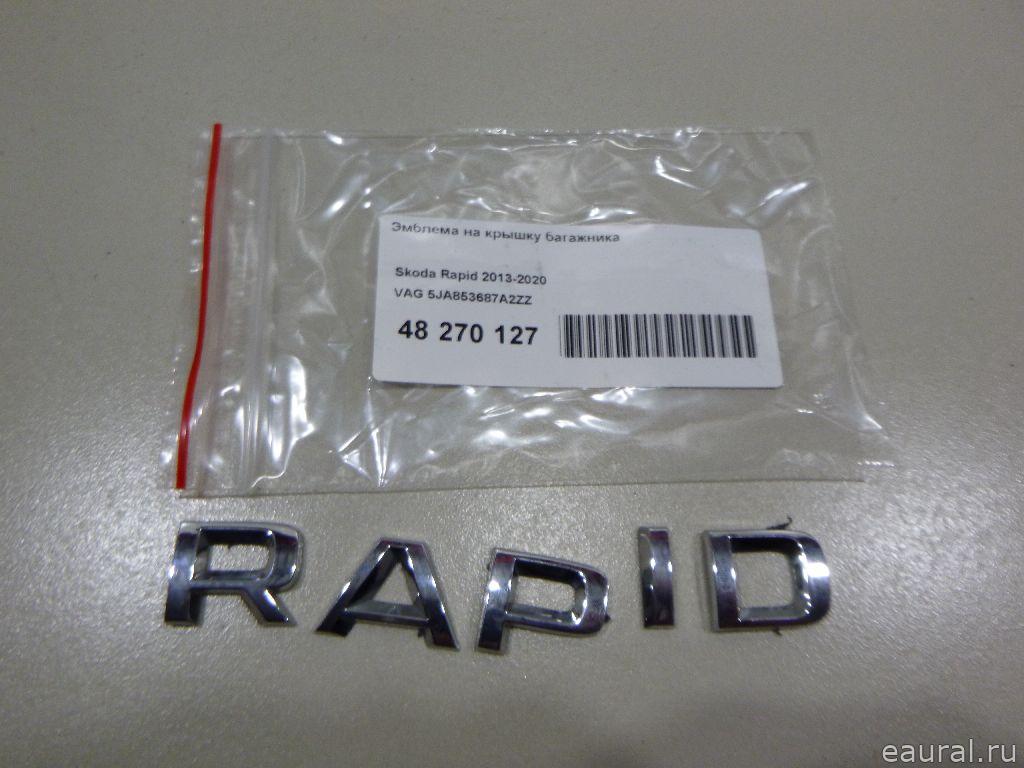 Эмблема на крышку багажника
Skoda Rapid 2013-2020
VAG 5JA853687A2ZZ
48 270 127
RAPID
eaural.ru